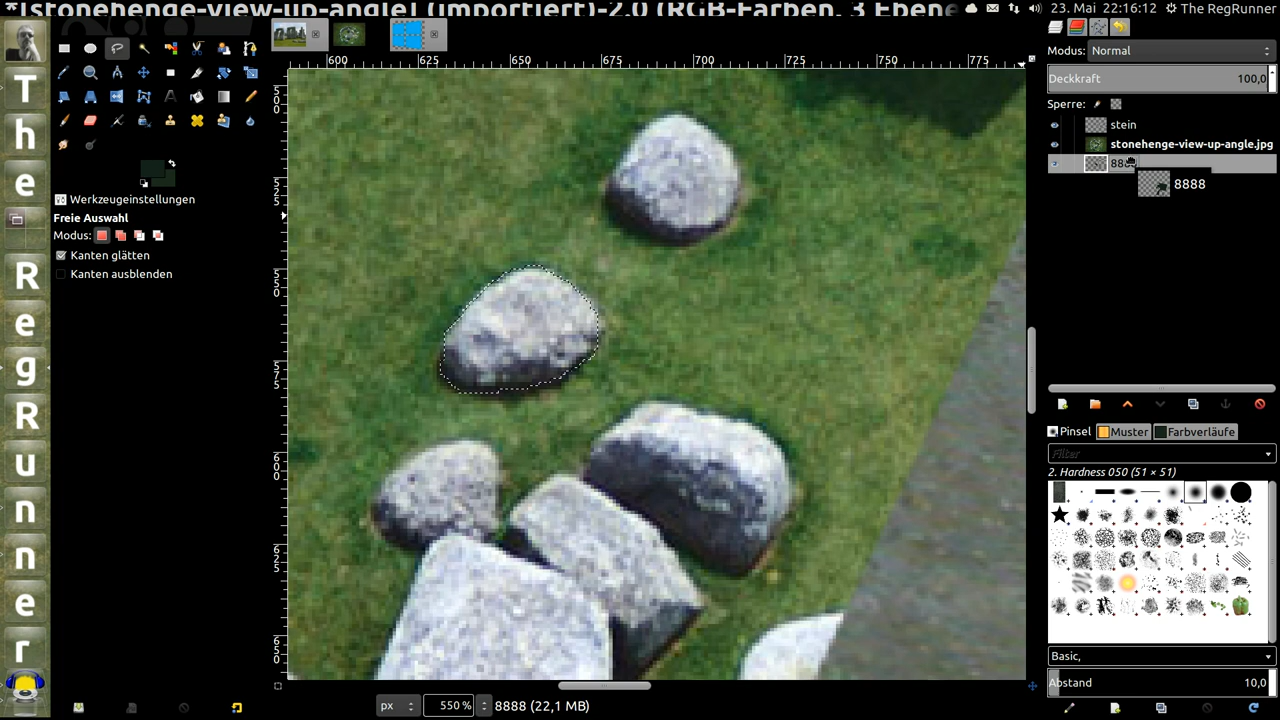 *[stonehenge-view-up-angle] (importiert)-2.0 (RGB-Farben, 3 Ebene
23. Mai 22:16:12 The RegRunner
The RegRunner
600 625 650 675 700 725 750 775
Modus: Normal
Deckkraft 100,0
Sperre:
stein
stonehenge-view-up-angle.jpg
8888
Werkzeugeinstellungen
Freie Auswahl
Modus:
Kanten glätten
Kanten ausblenden
Pinsel Muster Farbverläufe
Filter
2. Hardness 050 (51 × 51)
Basic,
Abstand 10,0
px 550 % 8888 (22,1 MB)